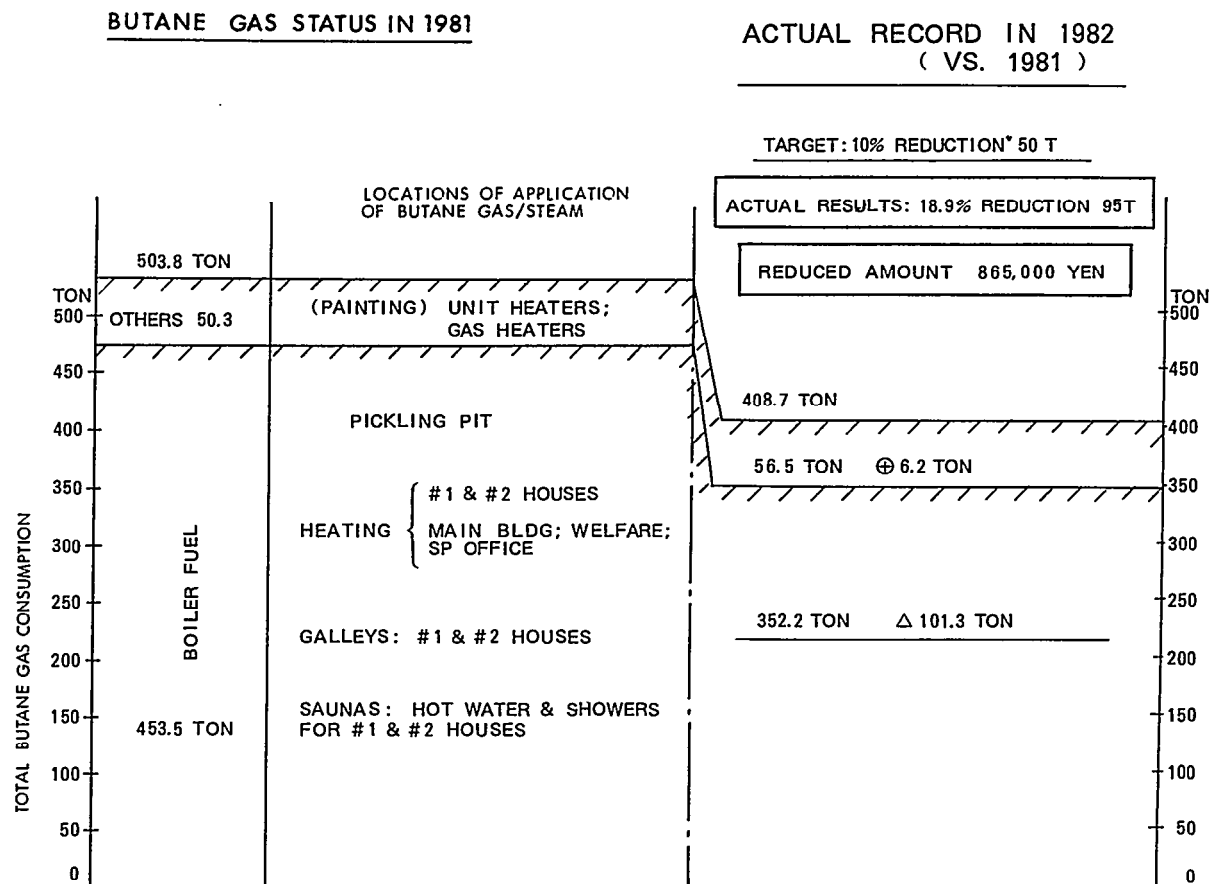 BUTANE GAS STATUS IN 1981
ACTUAL RECORD IN 1982
( VS. 1981 )
TARGET: 10% REDUCTION* 50 T
LOCATIONS OF APPLICATION
OF BUTANE GAS/STEAM
ACTUAL RESULTS: 18.9% REDUCTION 95T
REDUCED AMOUNT 865,000 YEN
503.8 TON
TON
500
OTHERS 50.3
(PAINTING) UNIT HEATERS;
GAS HEATERS
TON
500
450
450
408.7 TON
400
PICKLING PIT
400
56.5 TON ⊕ 6.2 TON
350
350
HEATING
#1 & #2 HOUSES
MAIN BLDG; WELFARE;
SP OFFICE
300
300
TOTAL BUTANE GAS CONSUMPTION
BOILER FUEL
250
250
352.2 TON △ 101.3 TON
GALLEYS: #1 & #2 HOUSES
200
200
SAUNAS: HOT WATER & SHOWERS
FOR #1 & #2 HOUSES
150
453.5 TON
150
100
100
50
50
0
0